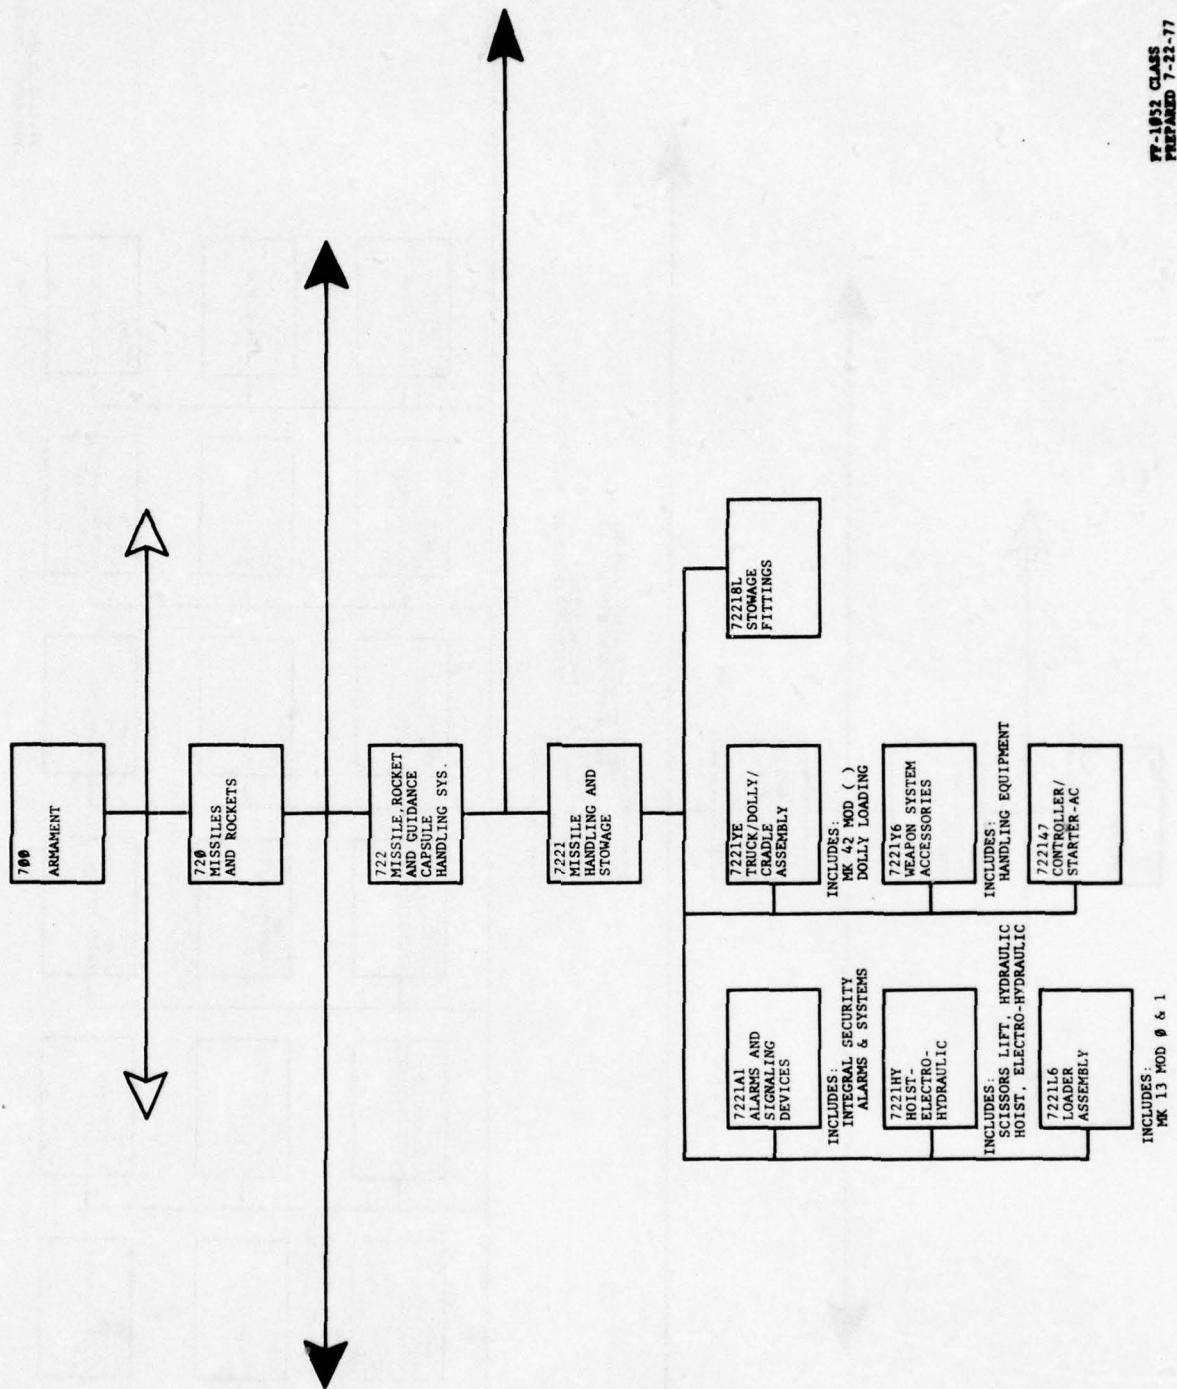 700
ARMAMENT
720
MISSILES
AND ROCKETS
722
MISSILE, ROCKET
AND GUIDANCE
CAPSULE
HANDLING SYS.
7221
MISSILE
HANDLING AND
STOWAGE
7221A1
ALARMS AND
SIGNALING
DEVICES
INCLUDES:
INTEGRAL SECURITY
ALARMS & SYSTEMS
7221HY
HOIST-
ELECTRO-
HYDRAULIC
INCLUDES:
SCISSORS LIFT, HYDRAULIC
HOIST, ELECTRO-HYDRAULIC
7221L6
LOADER
ASSEMBLY
INCLUDES:
MK 13 MOD Ø & 1
7221YE
TRUCK/DOLLY/
CRADLE
ASSEMBLY
INCLUDES:
MK 42 MOD ( )
DOLLY LOADING
7221Y6
WEAPON SYSTEM
ACCESSORIES
INCLUDES:
HANDLING EQUIPMENT
722147
CONTROLLER/
STARTER-AC
72218L
STOWAGE
FITTINGS
FF-1Ø52 CLASS
PREPARED 7-22-77